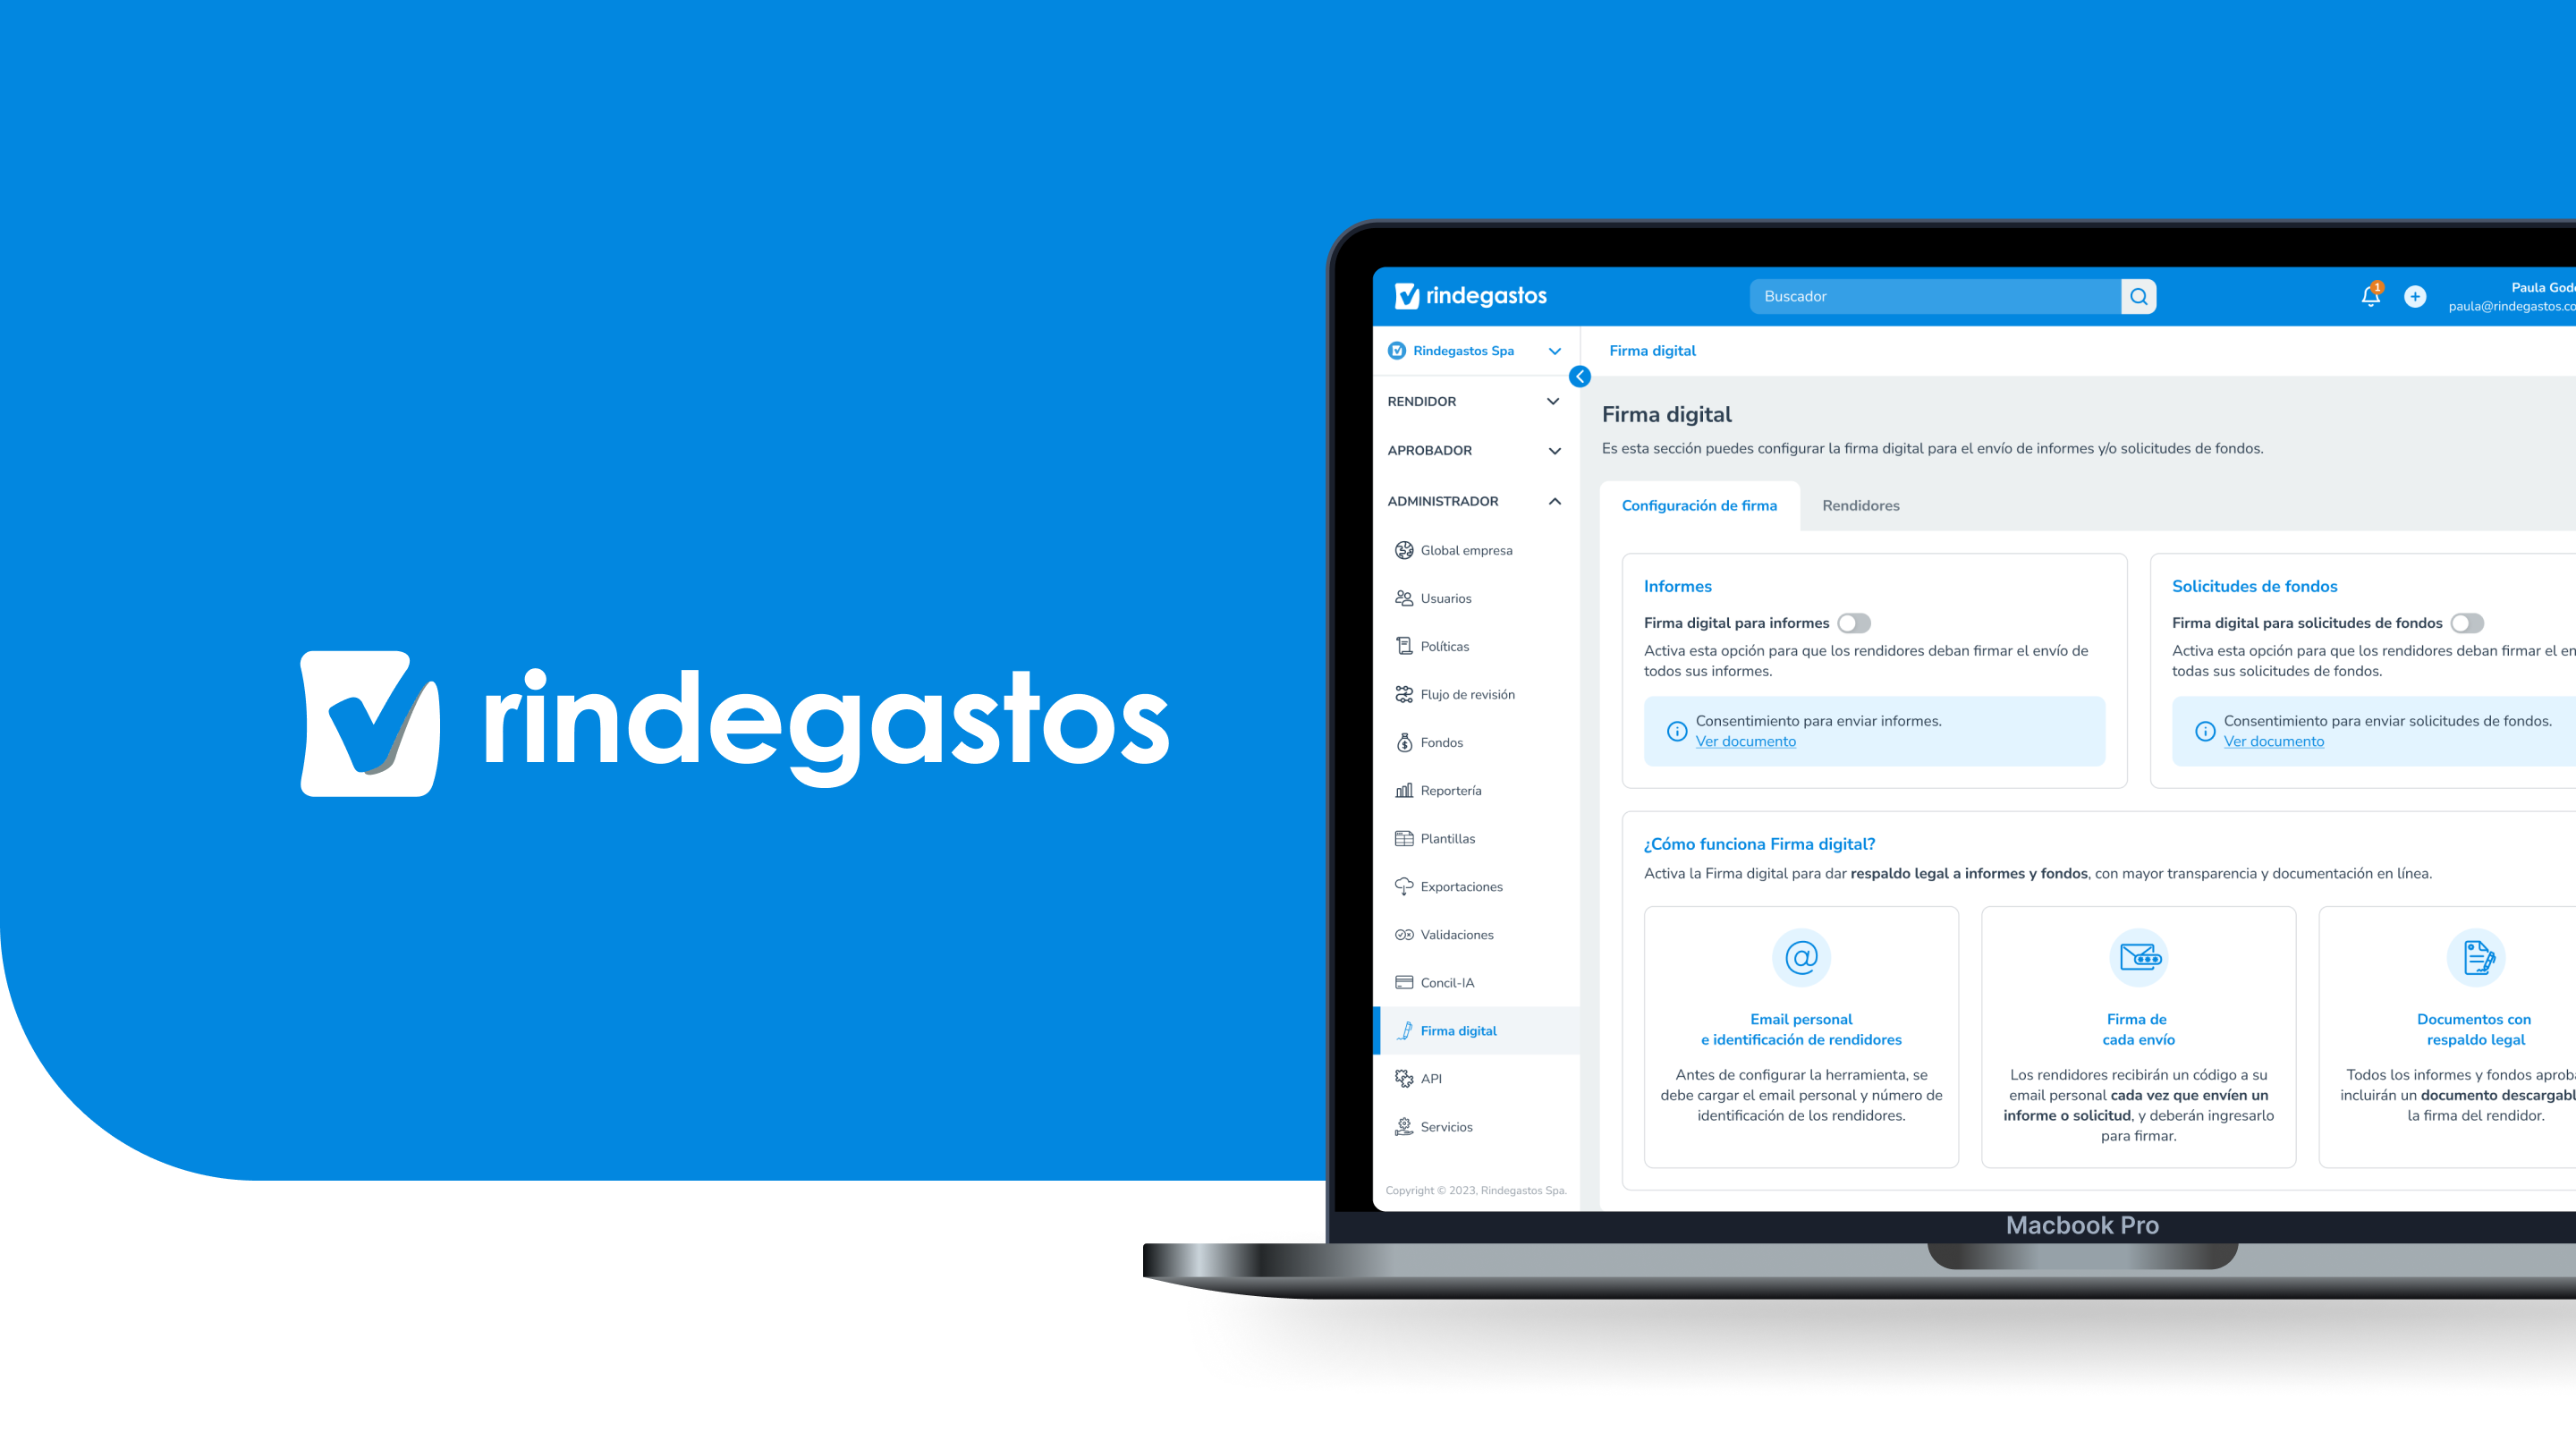 rindegastos
rindegastos
Buscador
1
Paula
paula@rindegastos.co
Rindegastos Spa
Firma digital
RENDIDOR
APROBADOR
ADMINISTRADOR
Global empresa
Usuarios
Políticas
Flujo de revisión
Fondos
Reportería
Plantillas
Exportaciones
Validaciones
Concil-IA
Firma digital
API
Servicios
Copyright © 2023, Rindegastos Spa.
Firma digital
Es esta sección puedes configurar la firma digital para el envío de informes y/o solicitudes de fondos.
Configuración de firma
Rendidores
Informes
Firma digital para informes
Activa esta opción para que los rendidores deban firmar el envío de
todos sus informes.
Consentimiento para enviar informes.
Ver documento
Solicitudes de fondos
Firma digital para solicitudes de fondos
Activa esta opción para que los rendidores deban firmar el en
todas sus solicitudes de fondos.
Consentimiento para enviar solicitudes de fondos.
Ver documento
¿Cómo funciona Firma digital?
Activa la Firma digital para dar respaldo legal a informes y fondos, con mayor transparencia y documentación en línea.
Email personal
e identificación de rendidores
Antes de configurar la herramienta, se
debe cargar el email personal y número de
identificación de los rendidores.
Firma de
cada envío
Los rendidores recibirán un código a su
email personal cada vez que envíen un
informe o solicitud, y deberán ingresarlo
para firmar.
Documentos con
respaldo legal
Todos los informes y fondos aprob
incluirán un documento descargabl
la firma del rendidor.
Macbook Pro